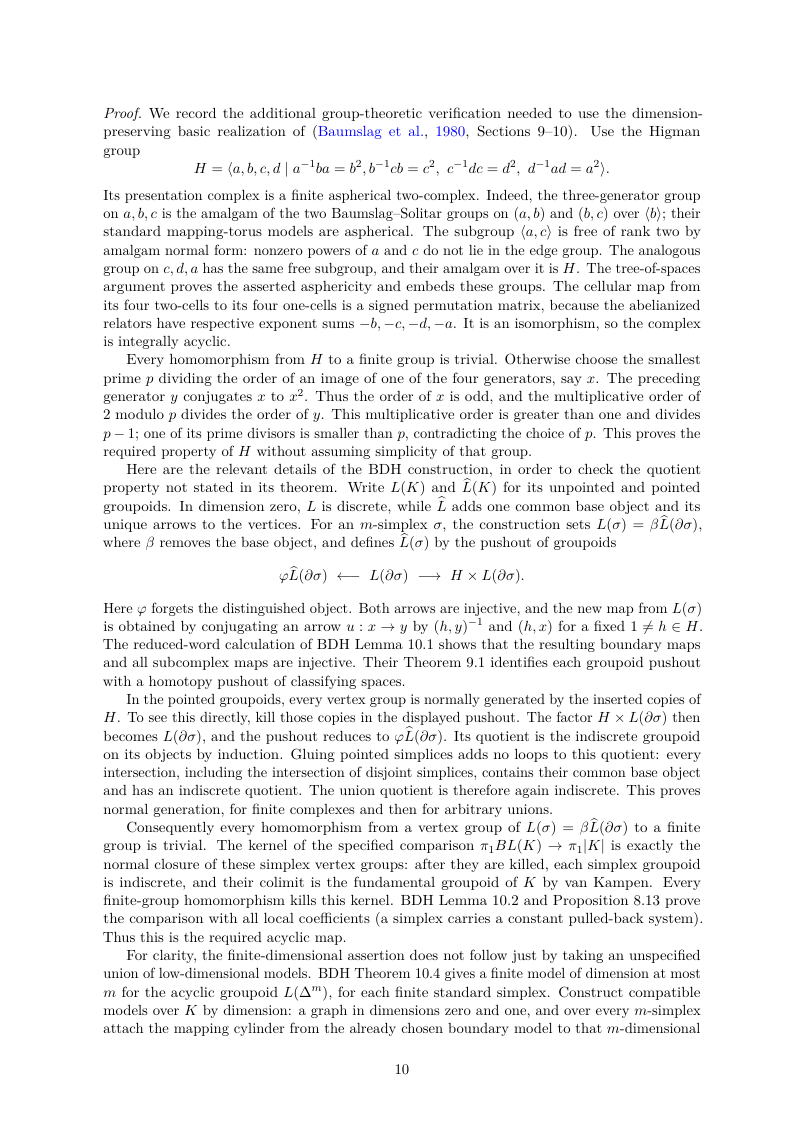 Proof. We record the additional group-theoretic verification needed to use the dimension-
preserving basic realization of (Baumslag et al., 1980, Sections 9–10). Use the Higman
group
H = ⟨a, b, c, d | a⁻¹ba = b², b⁻¹cb = c², c⁻¹dc = d², d⁻¹ad = a²⟩.
Its presentation complex is a finite aspherical two-complex. Indeed, the three-generator group
on a, b, c is the amalgam of the two Baumslag–Solitar groups on (a, b) and (b, c) over ⟨b⟩; their
standard mapping-torus models are aspherical. The subgroup ⟨a, c⟩ is free of rank two by
amalgam normal form: nonzero powers of a and c do not lie in the edge group. The analogous
group on c, d, a has the same free subgroup, and their amalgam over it is H. The tree-of-spaces
argument proves the asserted asphericity and embeds these groups. The cellular map from
its four two-cells to its four one-cells is a signed permutation matrix, because the abelianized
relators have respective exponent sums −b, −c, −d, −a. It is an isomorphism, so the complex
is integrally acyclic.
Every homomorphism from H to a finite group is trivial. Otherwise choose the smallest
prime p dividing the order of an image of one of the four generators, say x. The preceding
generator y conjugates x to x². Thus the order of x is odd, and the multiplicative order of
2 modulo p divides the order of y. This multiplicative order is greater than one and divides
p − 1; one of its prime divisors is smaller than p, contradicting the choice of p. This proves the
required property of H without assuming simplicity of that group.
Here are the relevant details of the BDH construction, in order to check the quotient
property not stated in its theorem. Write L(K) and L̂(K) for its unpointed and pointed
groupoids. In dimension zero, L is discrete, while L̂ adds one common base object and its
unique arrows to the vertices. For an m-simplex σ, the construction sets L(σ) = βL̂(∂σ),
where β removes the base object, and defines L̂(σ) by the pushout of groupoids
φL̂(∂σ) ⟵ L(∂σ) ⟶ H × L(∂σ).
Here φ forgets the distinguished object. Both arrows are injective, and the new map from L(σ)
is obtained by conjugating an arrow u : x → y by (h, y)⁻¹ and (h, x) for a fixed 1 ≠ h ∈ H.
The reduced-word calculation of BDH Lemma 10.1 shows that the resulting boundary maps
and all subcomplex maps are injective. Their Theorem 9.1 identifies each groupoid pushout
with a homotopy pushout of classifying spaces.
In the pointed groupoids, every vertex group is normally generated by the inserted copies of
H. To see this directly, kill those copies in the displayed pushout. The factor H × L(∂σ) then
becomes L(∂σ), and the pushout reduces to φL̂(∂σ). Its quotient is the indiscrete groupoid
on its objects by induction. Gluing pointed simplices adds no loops to this quotient: every
intersection, including the intersection of disjoint simplices, contains their common base object
and has an indiscrete quotient. The union quotient is therefore again indiscrete. This proves
normal generation, for finite complexes and then for arbitrary unions.
Consequently every homomorphism from a vertex group of L(σ) = βL̂(∂σ) to a finite
group is trivial. The kernel of the specified comparison π₁BL(K) → π₁|K| is exactly the
normal closure of these simplex vertex groups: after they are killed, each simplex groupoid
is indiscrete, and their colimit is the fundamental groupoid of K by van Kampen. Every
finite-group homomorphism kills this kernel. BDH Lemma 10.2 and Proposition 8.13 prove
the comparison with all local coefficients (a simplex carries a constant pulled-back system).
Thus this is the required acyclic map.
For clarity, the finite-dimensional assertion does not follow just by taking an unspecified
union of low-dimensional models. BDH Theorem 10.4 gives a finite model of dimension at most
m for the acyclic groupoid L(Δᵐ), for each finite standard simplex. Construct compatible
models over K by dimension: a graph in dimensions zero and one, and over every m-simplex
attach the mapping cylinder from the already chosen boundary model to that m-dimensional
10